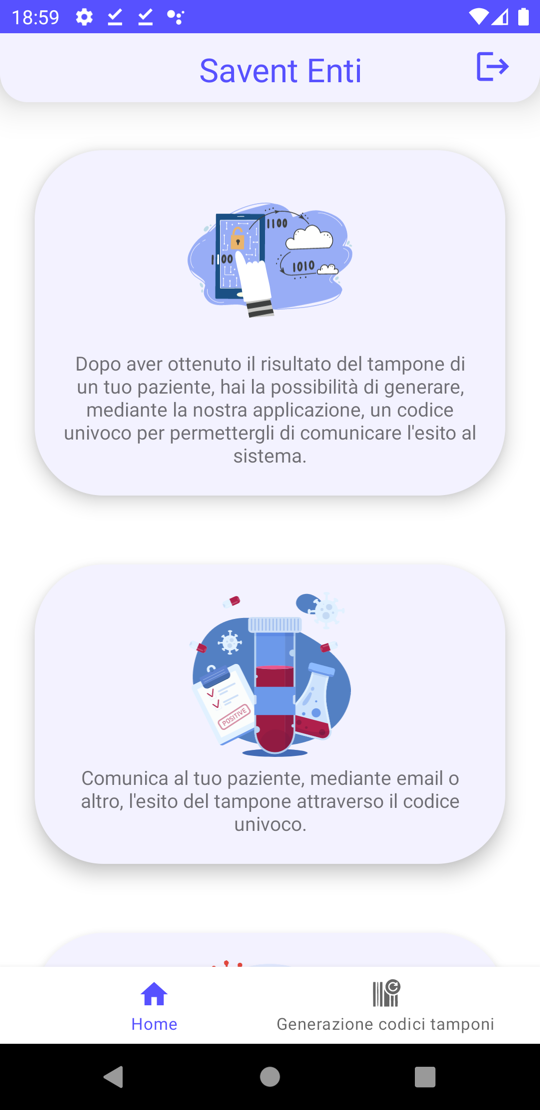 18:59
Savent Enti
1100
1100
1010
Dopo aver ottenuto il risultato del tampone di
un tuo paziente, hai la possibilità di generare,
mediante la nostra applicazione, un codice
univoco per permettergli di comunicare l'esito al
sistema.
POSITIVE
Comunica al tuo paziente, mediante email o
altro, l'esito del tampone attraverso il codice
univoco.
Home
Generazione codici tamponi